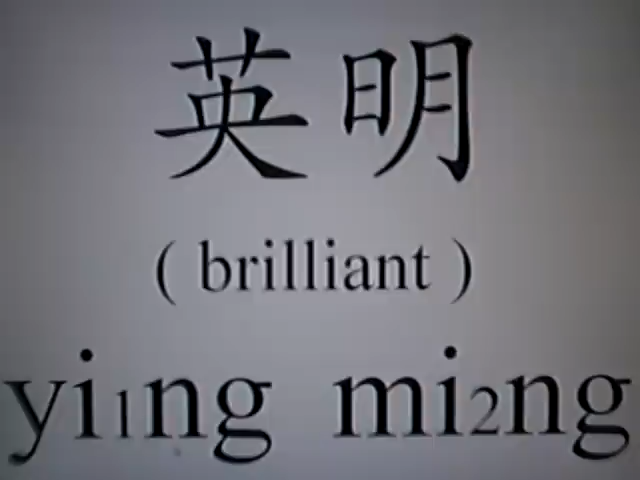 英明
( brilliant )
yi1ng mi2ng